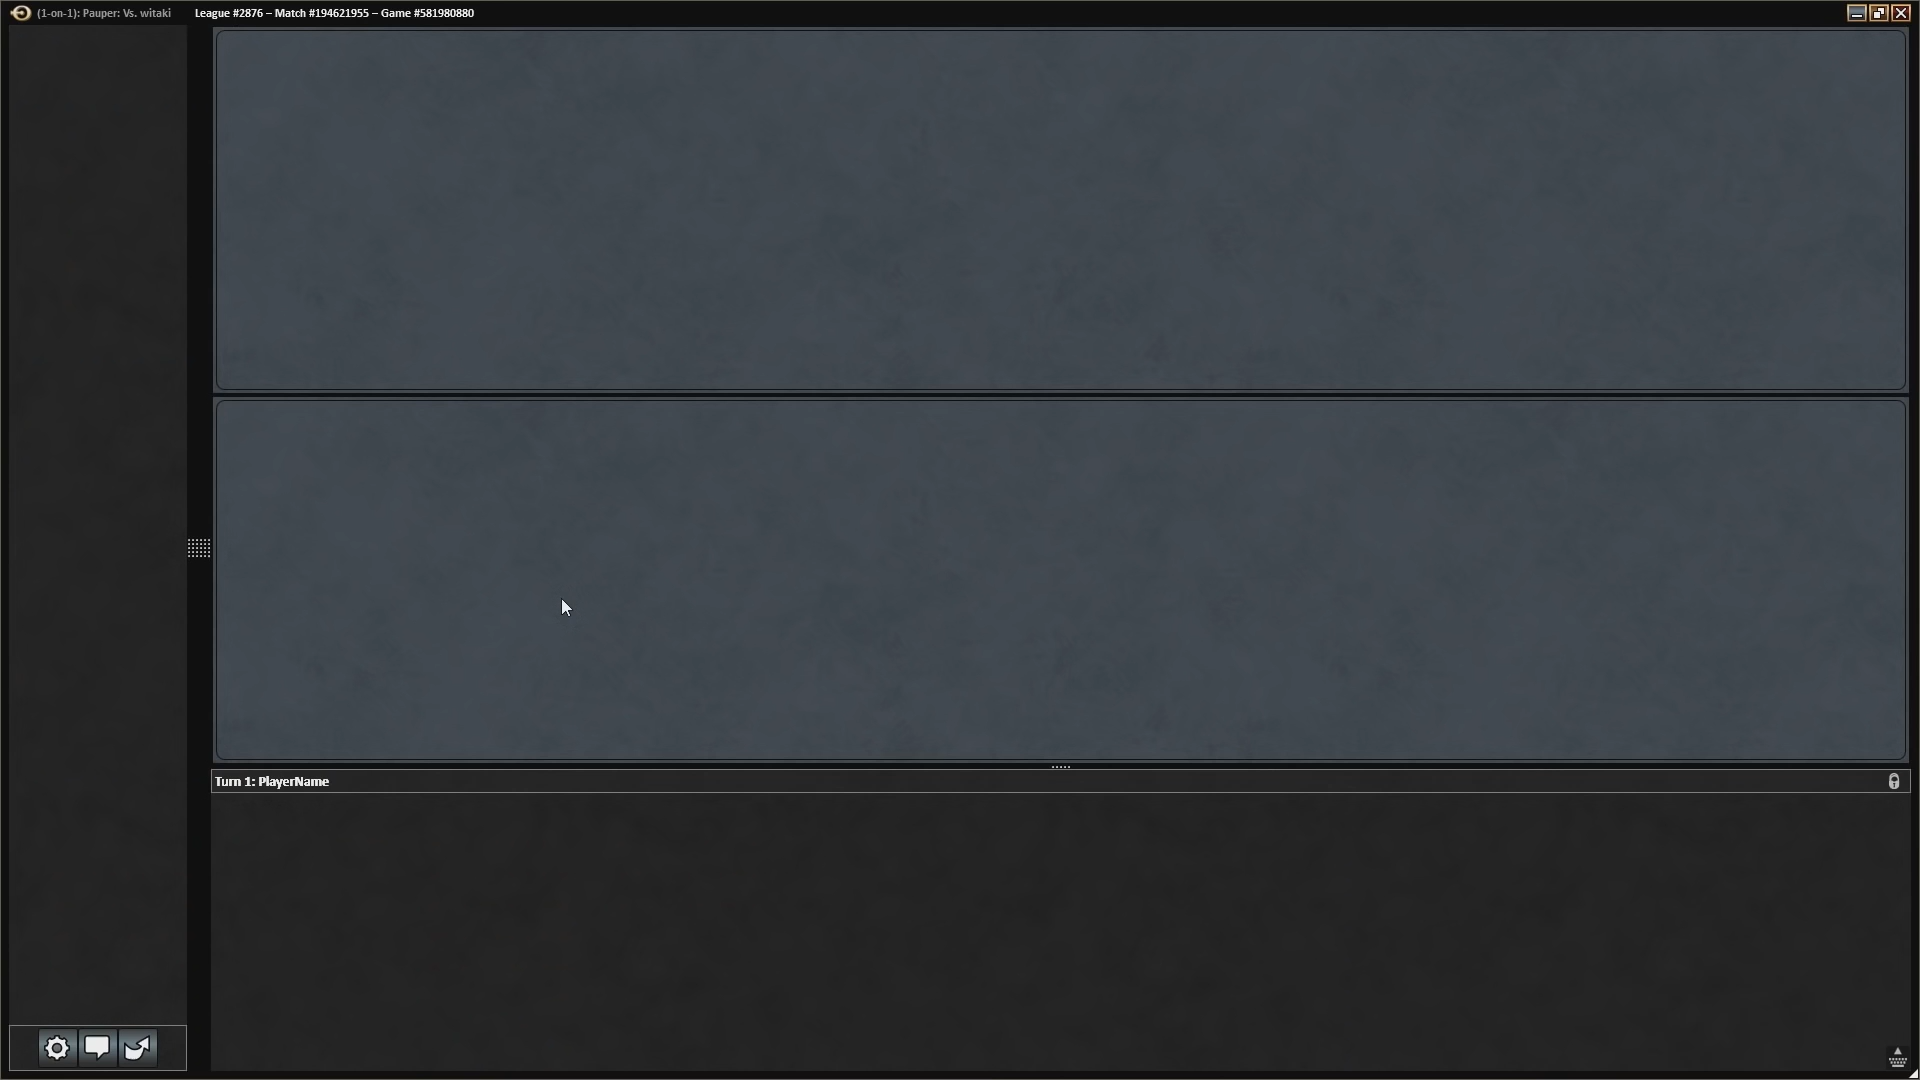 (1-on-1): Pauper: Vs. witaki League #2876 – Match #194621955 – Game #581980880
Turn 1: PlayerName